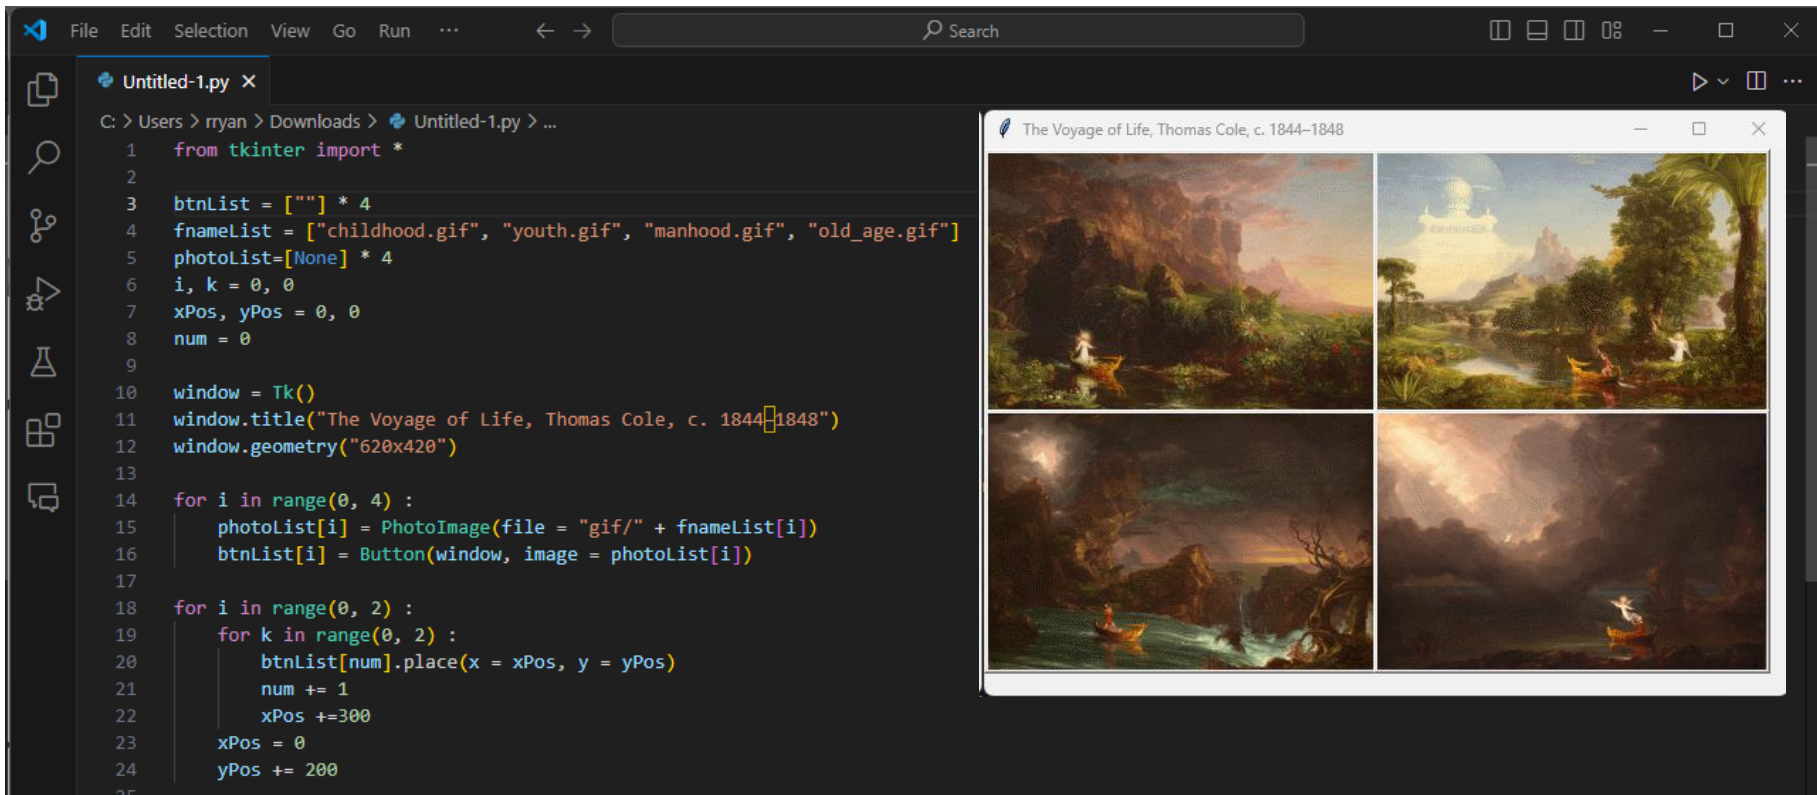 File Edit Selection View Go Run ··· Search
Untitled-1.py
C: > Users > rryan > Downloads > Untitled-1.py > ...
The Voyage of Life, Thomas Cole, c. 1844–1848
1 from tkinter import *
2
3 btnList = [""] * 4
4 fnameList = ["childhood.gif", "youth.gif", "manhood.gif", "old_age.gif"]
5 photoList=[None] * 4
6 i, k = 0, 0
7 xPos, yPos = 0, 0
8 num = 0
9
10 window = Tk()
11 window.title("The Voyage of Life, Thomas Cole, c. 1844–1848")
12 window.geometry("620x420")
13
14 for i in range(0, 4) :
15     photoList[i] = PhotoImage(file = "gif/" + fnameList[i])
16     btnList[i] = Button(window, image = photoList[i])
17
18 for i in range(0, 2) :
19     for k in range(0, 2) :
20         btnList[num].place(x = xPos, y = yPos)
21         num += 1
22         xPos +=300
23     xPos = 0
24     yPos += 200